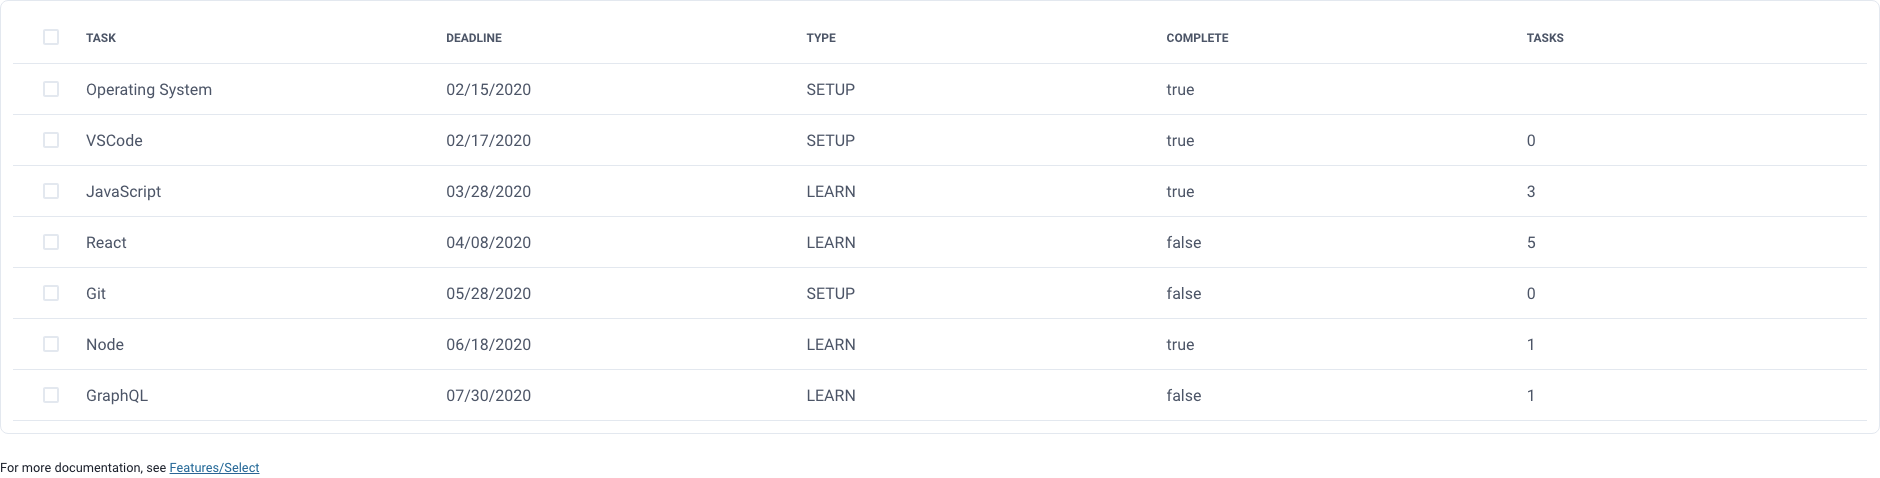 TASK DEADLINE TYPE COMPLETE TASKS
Operating System 02/15/2020 SETUP true
VSCode 02/17/2020 SETUP true 0
JavaScript 03/28/2020 LEARN true 3
React 04/08/2020 LEARN false 5
Git 05/28/2020 SETUP false 0
Node 06/18/2020 LEARN true 1
GraphQL 07/30/2020 LEARN false 1
For more documentation, see Features/Select